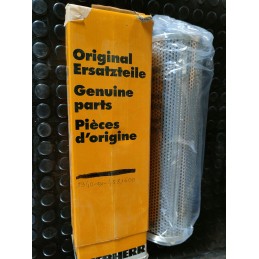 Original
Ersatzteile
Genuine
parts
Pièces
d'origine